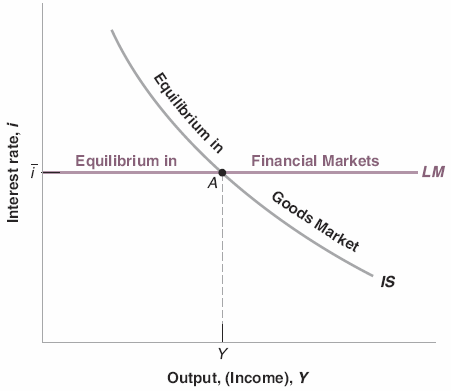 Interest rate, i
i̅
Equilibrium in
Equilibrium in
Financial Markets
LM
A
Goods Market
IS
Y
Output, (Income), Y